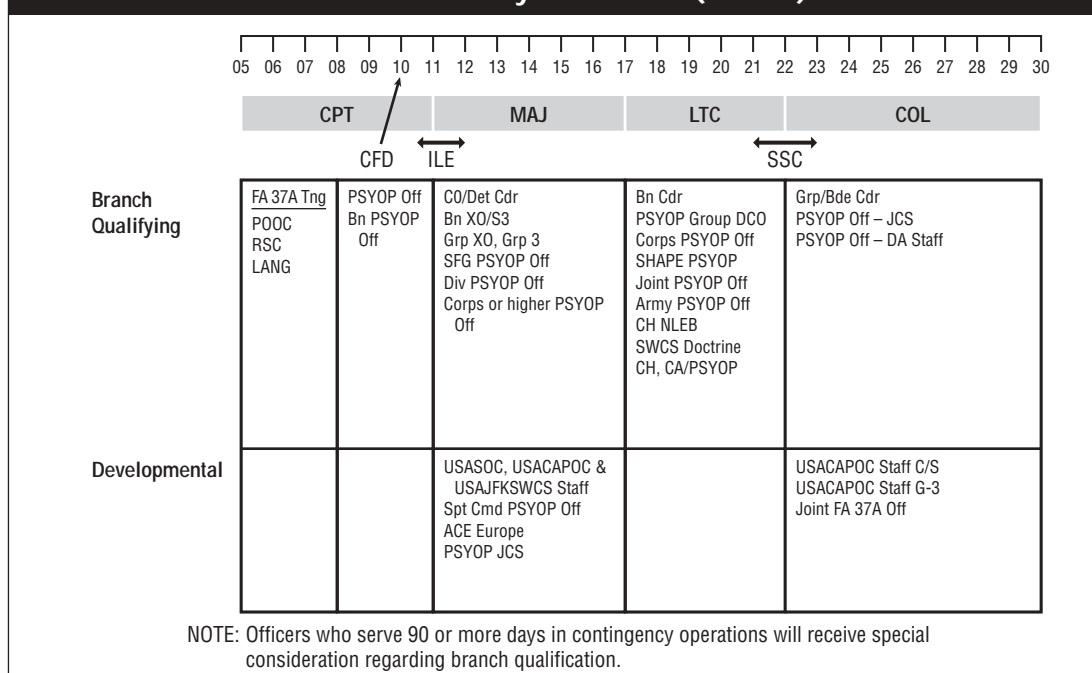 05 06 07 08 09 10 11 12 13 14 15 16 17 18 19 20 21 22 23 24 25 26 27 28 29 30
CPT MAJ LTC COL
CFD ILE SSC
Branch
Qualifying
FA 37A Tng
POOC
RSC
LANG
PSYOP Off
Bn PSYOP
Off
C0/Det Cdr
Bn XO/S3
Grp XO, Grp 3
SFG PSYOP Off
Div PSYOP Off
Corps or higher PSYOP
Off
Bn Cdr
PSYOP Group DCO
Corps PSYOP Off
SHAPE PSYOP
Joint PSYOP Off
Army PSYOP Off
CH NLEB
SWCS Doctrine
CH, CA/PSYOP
Grp/Bde Cdr
PSYOP Off – JCS
PSYOP Off – DA Staff
Developmental
USASOC, USACAPOC &
USAJFKSWCS Staff
Spt Cmd PSYOP Off
ACE Europe
PSYOP JCS
USACAPOC Staff C/S
USACAPOC Staff G-3
Joint FA 37A Off
NOTE: Officers who serve 90 or more days in contingency operations will receive special
consideration regarding branch qualification.